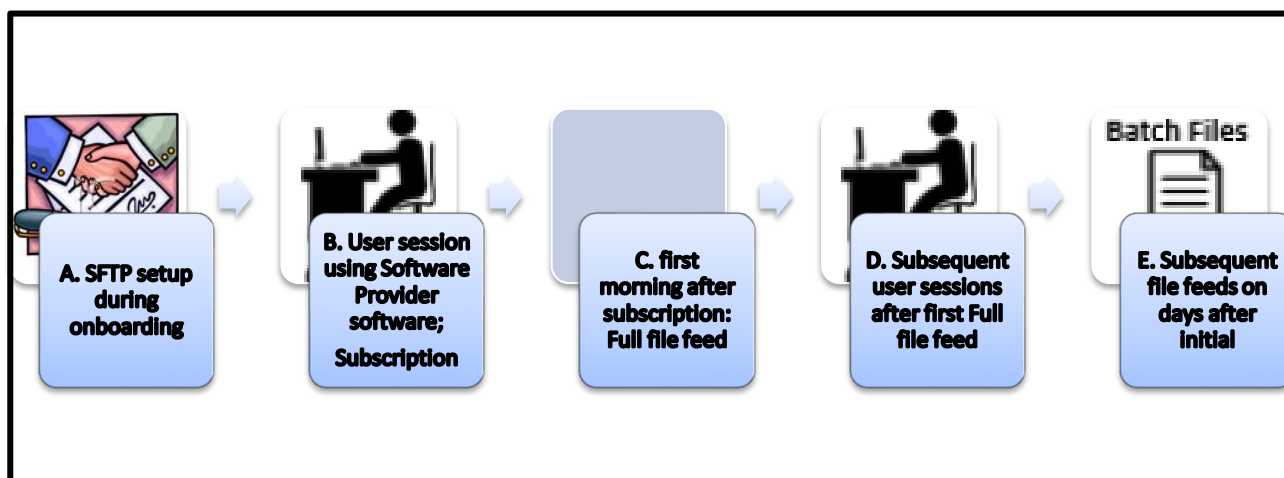 A. SFTP setup
during
onboarding
B. User session
using Software
Provider
software;
Subscription
C. first
morning after
subscription:
Full file feed
D. Subsequent
user sessions
after first Full
file feed
Batch Files
E. Subsequent
file feeds on
days after
initial